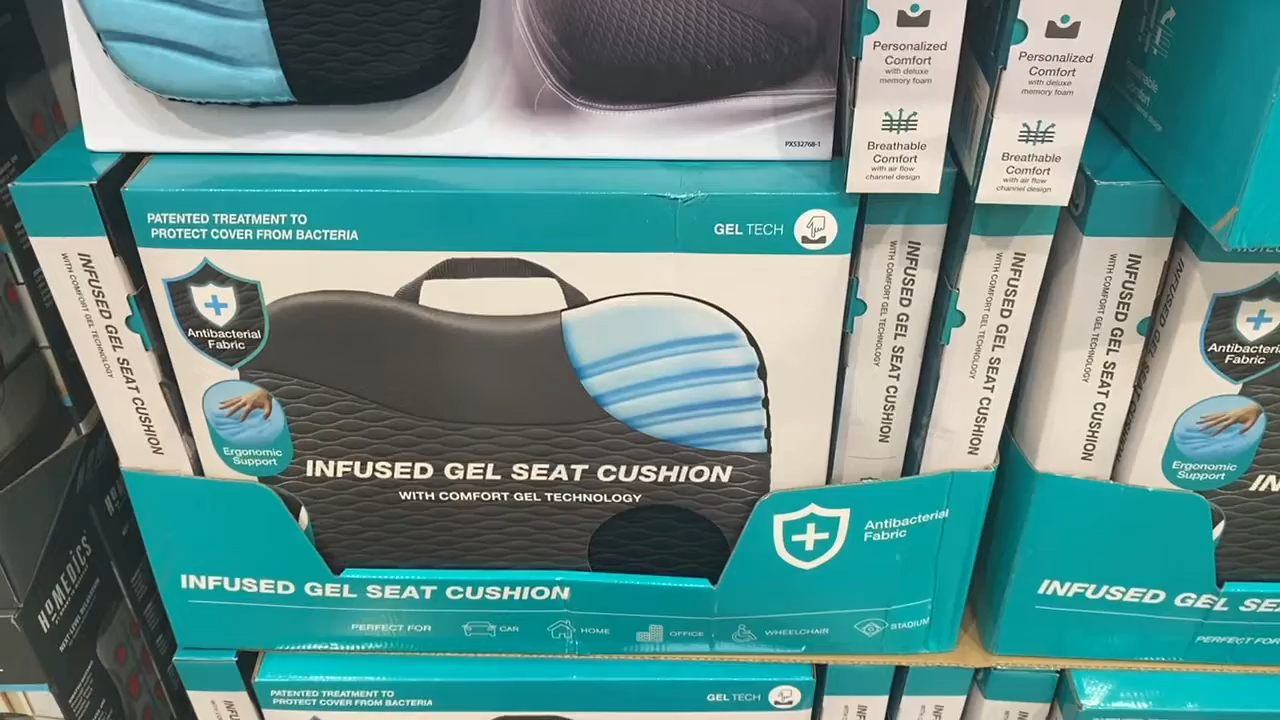 PXS32768-1
Personalized
Comfort
with deluxe
memory foam
Breathable
Comfort
with air flow
channel design
Personalized
Comfort
with deluxe
memory foam
Breathable
Comfort
with air flow
channel design
PATENTED TREATMENT TO
PROTECT COVER FROM BACTERIA
GEL TECH
INFUSED GEL SEAT CUSHION
WITH COMFORT GEL TECHNOLOGY
Antibacterial
Fabric
Ergonomic
Support
INFUSED GEL SEAT CUSHION
WITH COMFORT GEL TECHNOLOGY
INFUSED GEL SEAT CUSHION
WITH COMFORT GEL TECHNOLOGY
INFUSED GEL SEAT CUSHION
WITH COMFORT GEL TECHNOLOGY
INFUSED GEL SEAT CUSHION
WITH COMFORT GEL TECHNOLOGY
Antibacterial
Fabric
Ergonomic
Support
Antibacterial
Fabric
INFUSED GEL SEAT CUSHION
PERFECT FOR CAR HOME OFFICE WHEELCHAIR STADIUM
INFUSED GEL SE
PERFECT FOR
HOMEDICS
PATENTED TREATMENT TO
PROTECT COVER FROM BACTERIA
GEL TECH